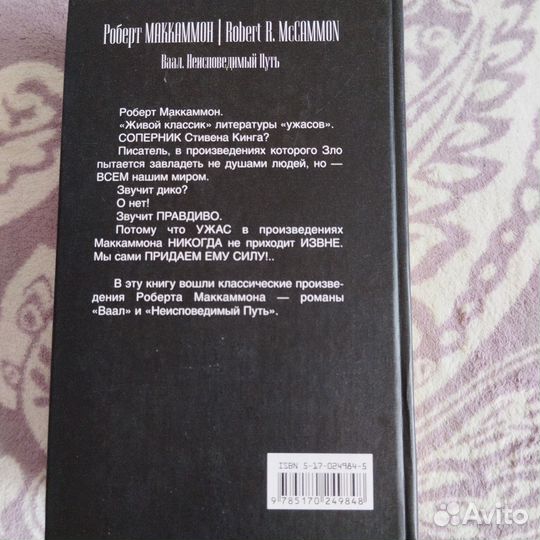 Роберт МАККАММОН | Robert R. McCAMMON
Ваал. Неисповедимый Путь
Роберт Маккаммон.
«Живой классик» литературы «ужасов».
СОПЕРНИК Стивена Кинга?
Писатель, в произведениях которого Зло
пытается завладеть не душами людей, но —
ВСЕМ нашим миром.
Звучит дико?
О нет!
Звучит ПРАВДИВО.
Потому что УЖАС в произведениях
Маккаммона НИКОГДА не приходит ИЗВНЕ.
Мы сами ПРИДАЕМ ЕМУ СИЛУ!..
В эту книгу вошли классические произве-
дения Роберта Маккаммона — романы
«Ваал» и «Неисповедимый Путь».
ISBN 5-17-024984-5
9 785170 249848
Avito